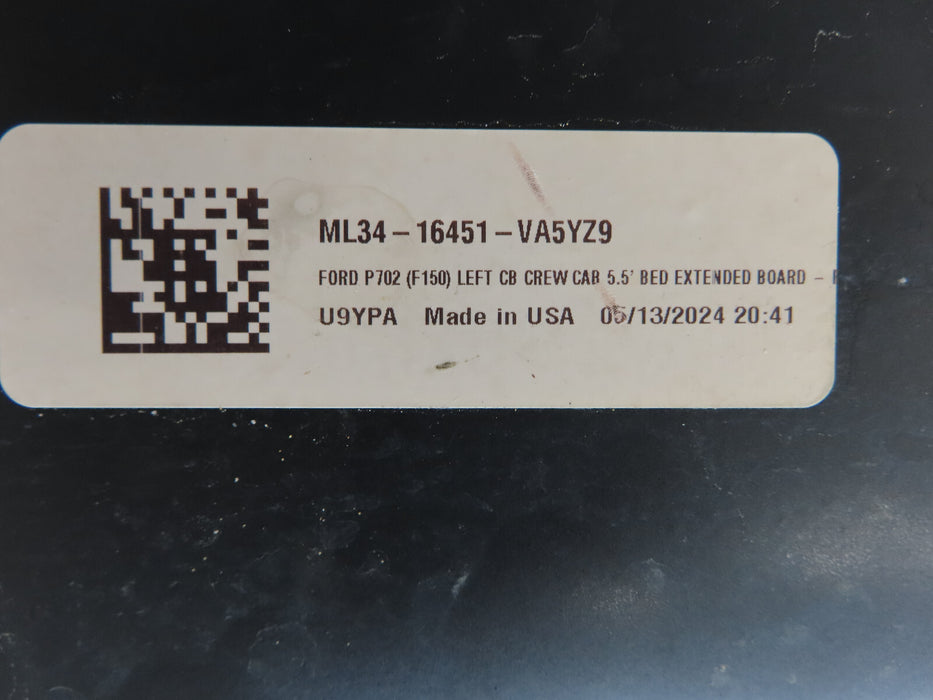 ML34-16451-VA5YZ9
FORD P702 (F150) LEFT CB CREW CAB 5.5' BED EXTENDED BOARD -
U9YPA Made in USA 05/13/2024 20:41